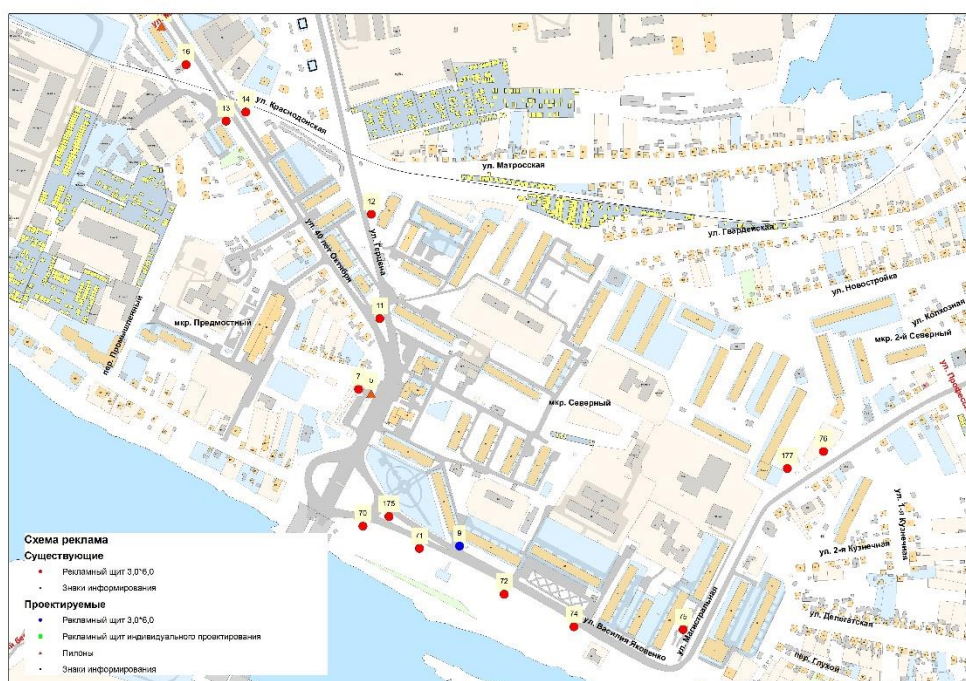 16
13
14
ул. Краснодонская
ул. Матросская
12
ул. Герцена
ул. 40 лет Октября
ул. Гвардейская
ул. Новостройка
ул. Колхозная
мкр. 2-й Северный
пер. Промышленный
мкр. Предмостный
11
7
мкр. Северный
76
177
ул. 1-я Кузнечная
ул. 2-я Кузнечная
70
175
71
9
72
74
75
ул. Василия Яковенко
ул. Магистральная
ул. Делегатская
пер. Глухой
Схема реклама
Существующие
Рекламный щит 3,0*6,0
Знаки информирования
Проектируемые
Рекламный щит 3,0*6,0
Рекламный щит индивидуального проектирования
Пилоны
Знаки информирования